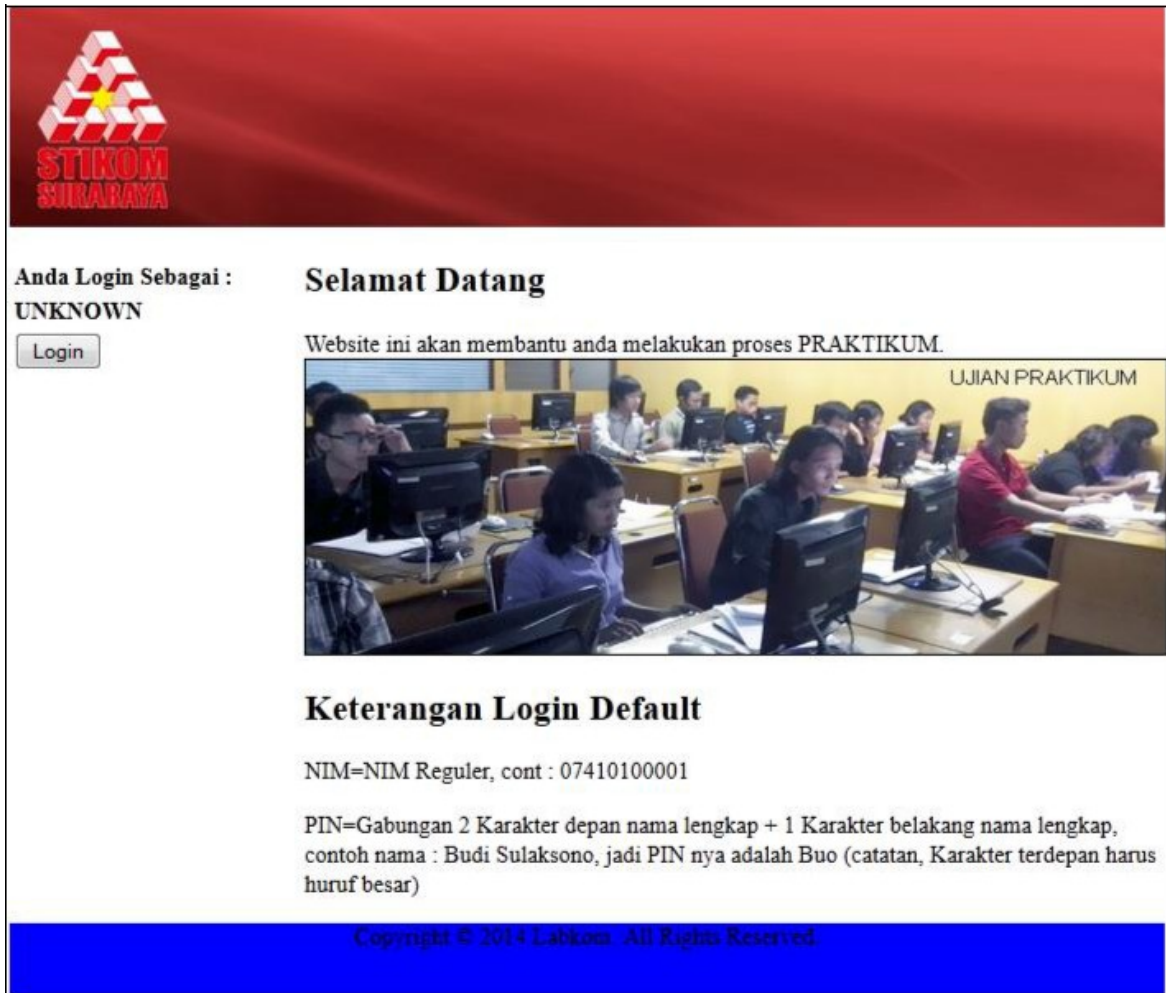 STIKOM
SURABAYA
Anda Login Sebagai :
UNKNOWN
Login
Selamat Datang
Website ini akan membantu anda melakukan proses PRAKTIKUM.
UJIAN PRAKTIKUM
Keterangan Login Default
NIM=NIM Reguler, cont : 07410100001
PIN=Gabungan 2 Karakter depan nama lengkap + 1 Karakter belakang nama lengkap,
contoh nama : Budi Sulaksono, jadi PIN nya adalah Buo (catatan, Karakter terdepan harus
huruf besar)
Copyright © 2014 Labkom. All Rights Reserved.